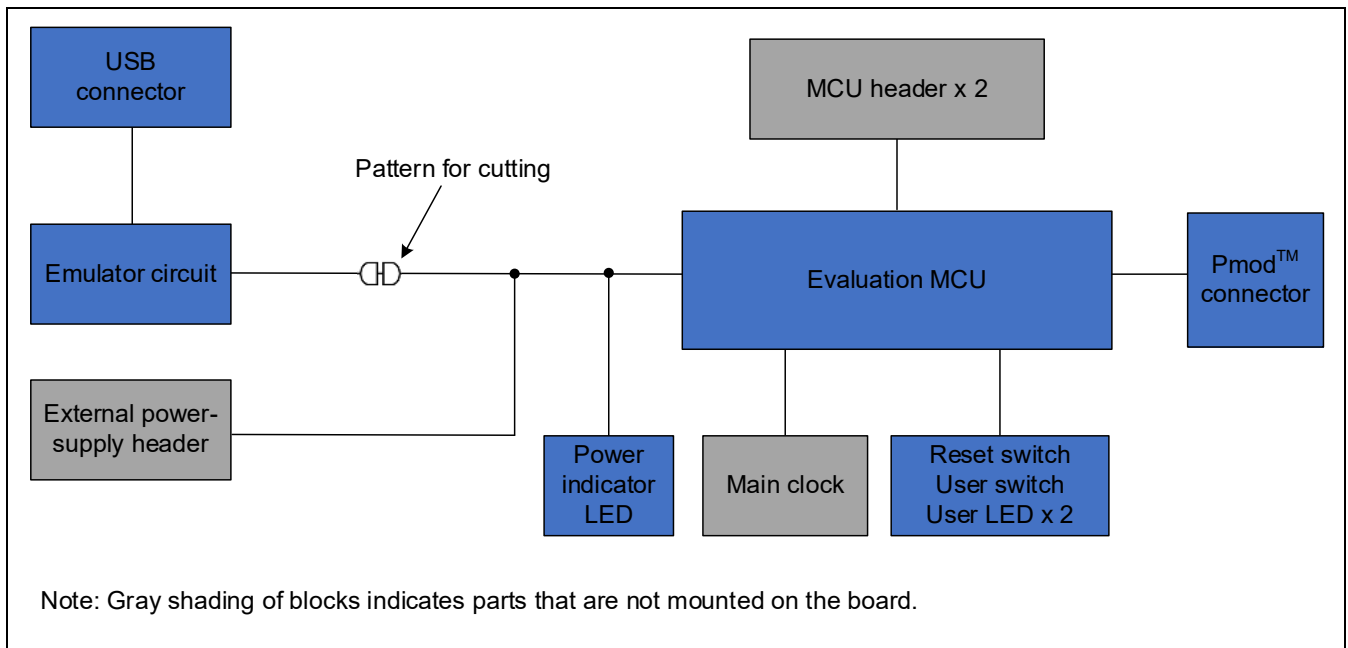 USB
connector
MCU header x 2
Pattern for cutting
Emulator circuit
Evaluation MCU
Pmod™
connector
External power-
supply header
Power
indicator
LED
Main clock
Reset switch
User switch
User LED x 2
Note: Gray shading of blocks indicates parts that are not mounted on the board.